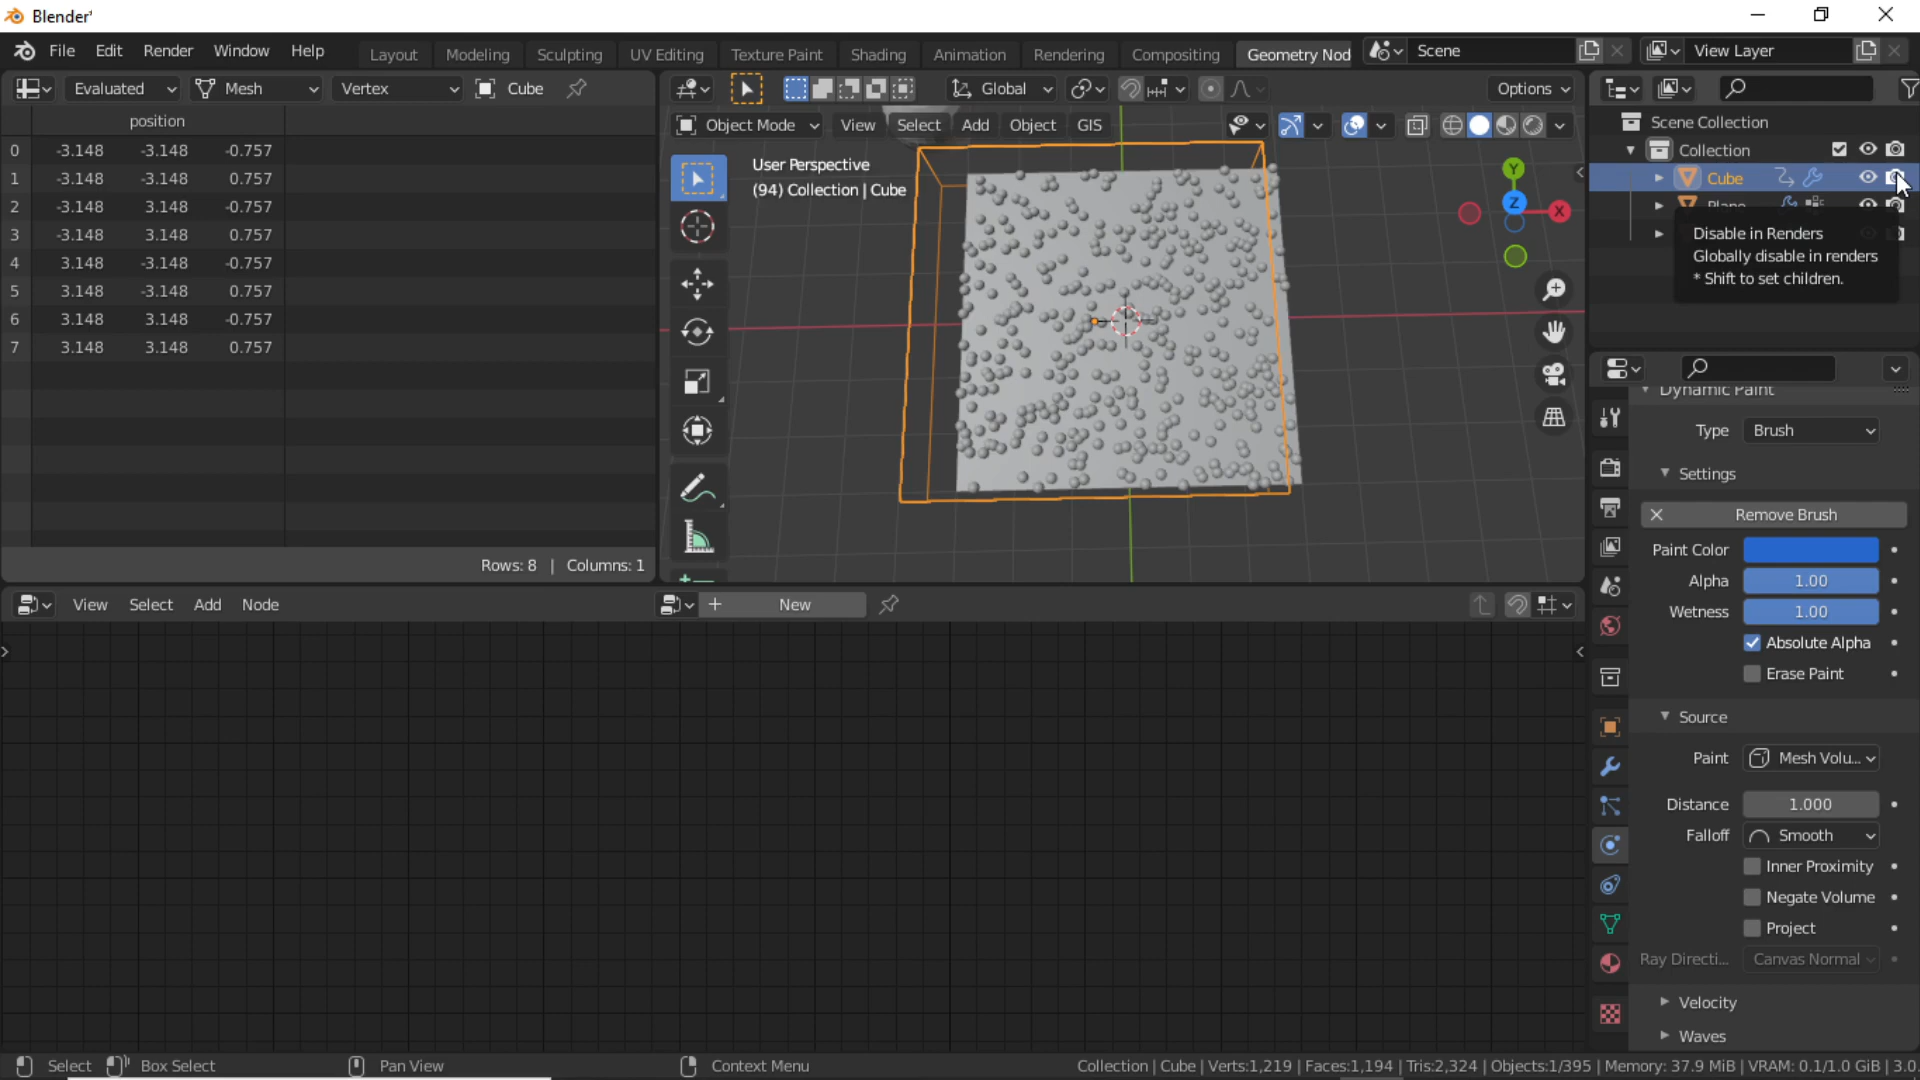 Blender'
File Edit Render Window Help Layout Modeling Sculpting UV Editing Texture Paint Shading Animation Rendering Compositing Geometry Nod Scene View Layer
Evaluated Mesh Vertex Cube
Global Options
position
Object Mode View Select Add Object GIS
0 -3.148 -3.148 -0.757
1 -3.148 -3.148 0.757
2 -3.148 3.148 -0.757
3 -3.148 3.148 0.757
4 3.148 -3.148 -0.757
5 3.148 -3.148 0.757
6 3.148 3.148 -0.757
7 3.148 3.148 0.757
Rows: 8 | Columns: 1
User Perspective
(94) Collection | Cube
Y
Z
X
Scene Collection
Collection
Cube
Plane
Disable in Renders
Globally disable in renders
* Shift to set children.
Dynamic Paint
Type Brush
Settings
Remove Brush
Paint Color
Alpha 1.00
Wetness 1.00
Absolute Alpha
Erase Paint
Source
Paint Mesh Volu...
Distance 1.000
Falloff Smooth
Inner Proximity
Negate Volume
Project
Ray Directi... Canvas Normal
Velocity
Waves
View Select Add Node New
Select Box Select Pan View Context Menu Collection | Cube | Verts:1,219 | Faces:1,194 | Tris:2,324 | Objects:1/395 | Memory: 37.9 MiB | VRAM: 0.1/1.0 GiB | 3.0